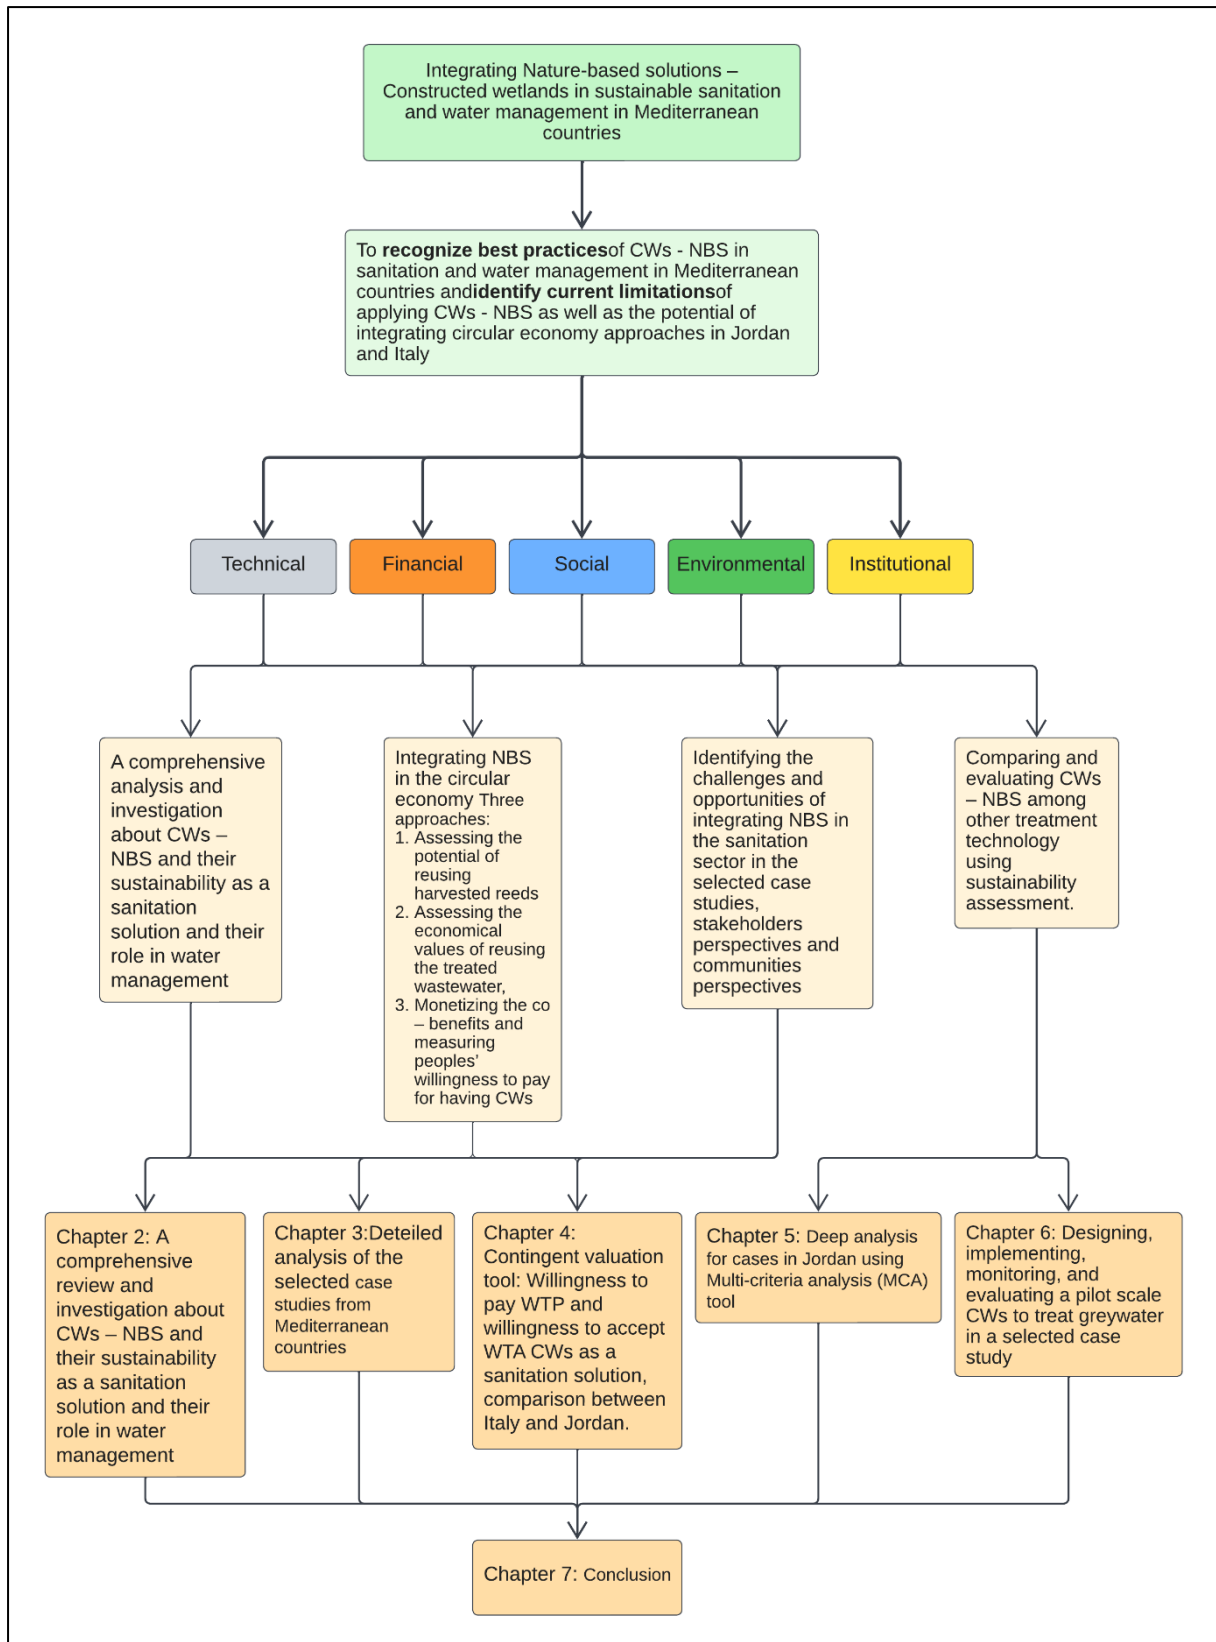 Integrating Nature-based solutions –
Constructed wetlands in sustainable sanitation
and water management in Mediterranean
countries
To recognize best practicesof CWs - NBS in
sanitation and water management in Mediterranean
countries andidentify current limitationsof
applying CWs - NBS as well as the potential of
integrating circular economy approaches in Jordan
and Italy
Technical
Financial
Social
Environmental
Institutional
A comprehensive
analysis and
investigation
about CWs –
NBS and their
sustainability as a
sanitation
solution and their
role in water
management
Integrating NBS
in the circular
economy Three
approaches:
1. Assessing the
potential of
reusing
harvested reeds
2. Assessing the
economical
values of reusing
the treated
wastewater,
3. Monetizing the co
– benefits and
measuring
peoples'
willingness to pay
for having CWs
Identifying the
challenges and
opportunities of
integrating NBS in
the sanitation
sector in the
selected case
studies,
stakeholders
perspectives and
communities
perspectives
Comparing and
evaluating CWs
– NBS among
other treatment
technology
using
sustainability
assessment.
Chapter 2: A
comprehensive
review and
investigation about
CWs – NBS and
their sustainability
as a sanitation
solution and their
role in water
management
Chapter 3:Deteiled
analysis of the
selected case
studies from
Mediterranean
countries
Chapter 4:
Contingent valuation
tool: Willingness to
pay WTP and
willingness to accept
WTA CWs as a
sanitation solution,
comparison between
Italy and Jordan.
Chapter 5: Deep analysis
for cases in Jordan using
Multi-criteria analysis (MCA)
tool
Chapter 6: Designing,
implementing,
monitoring, and
evaluating a pilot scale
CWs to treat greywater
in a selected case
study
Chapter 7: Conclusion